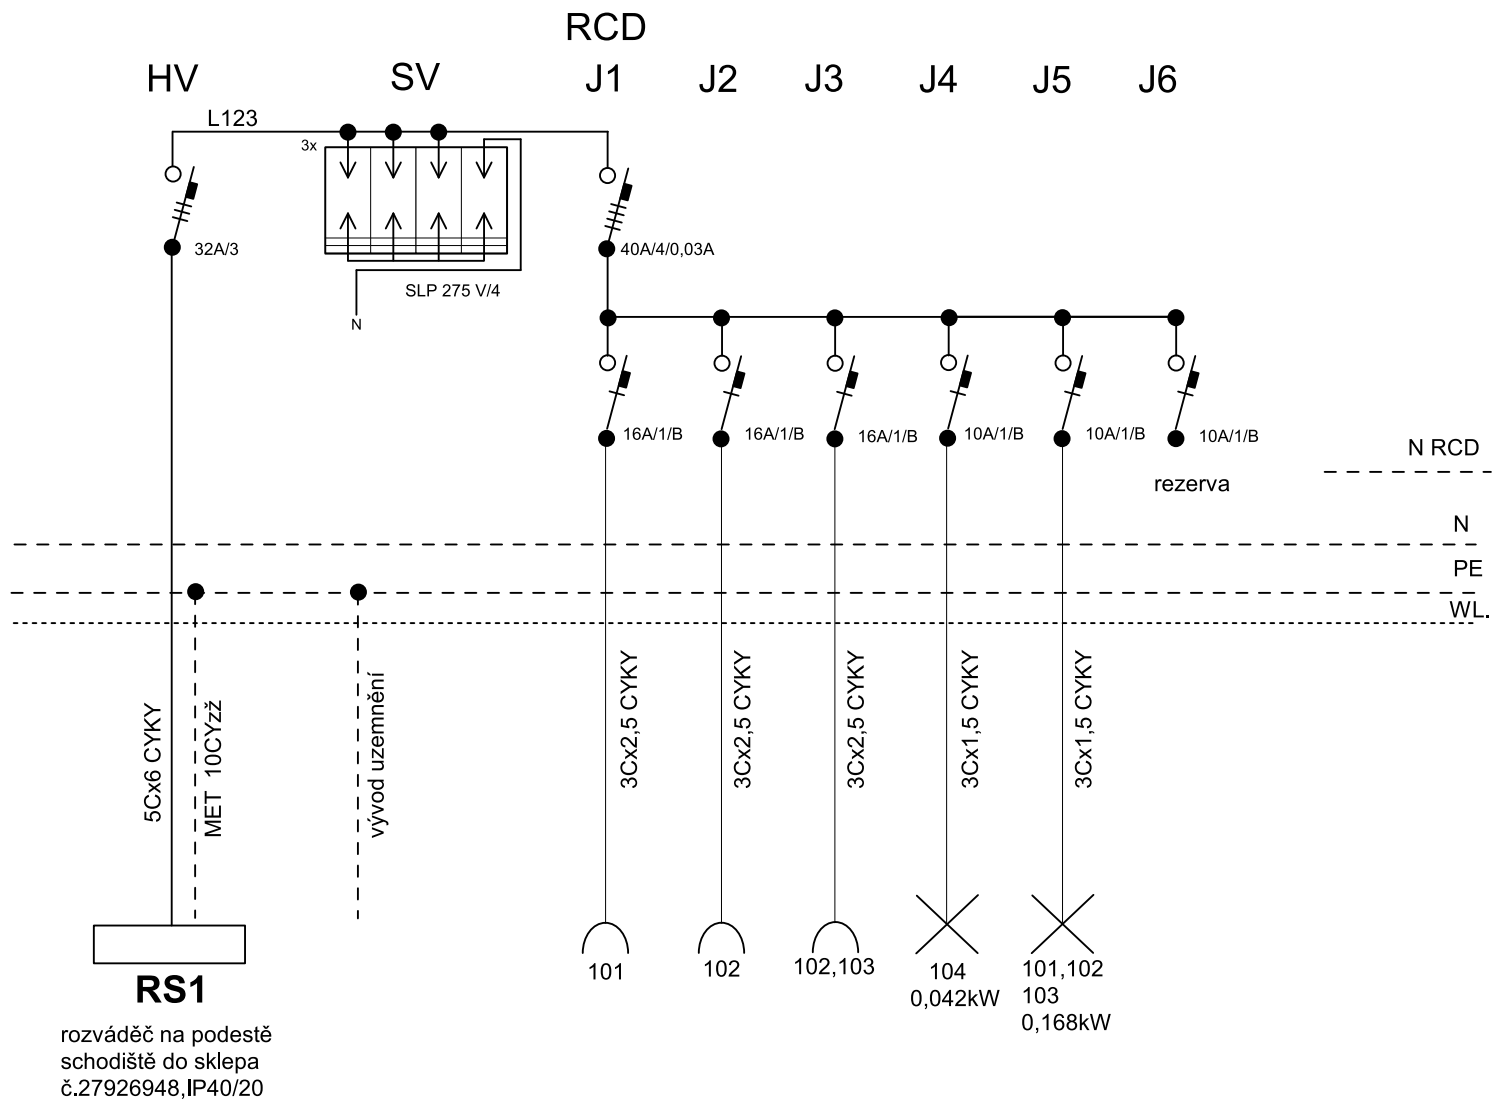 RCD
HV
SV
J1
J2
J3
J4
J5
J6
L123
3x
32A/3
SLP 275 V/4
N
40A/4/0,03A
16A/1/B
16A/1/B
16A/1/B
10A/1/B
10A/1/B
10A/1/B
rezerva
N RCD
N
PE
WL.
5Cx6 CYKY
MET 10CYzž
vývod uzemnění
3Cx2,5 CYKY
3Cx2,5 CYKY
3Cx2,5 CYKY
3Cx1,5 CYKY
3Cx1,5 CYKY
RS1
rozváděč na podestě
schodiště do sklepa
č.27926948,IP40/20
101
102
102,103
104
0,042kW
101,102
103
0,168kW